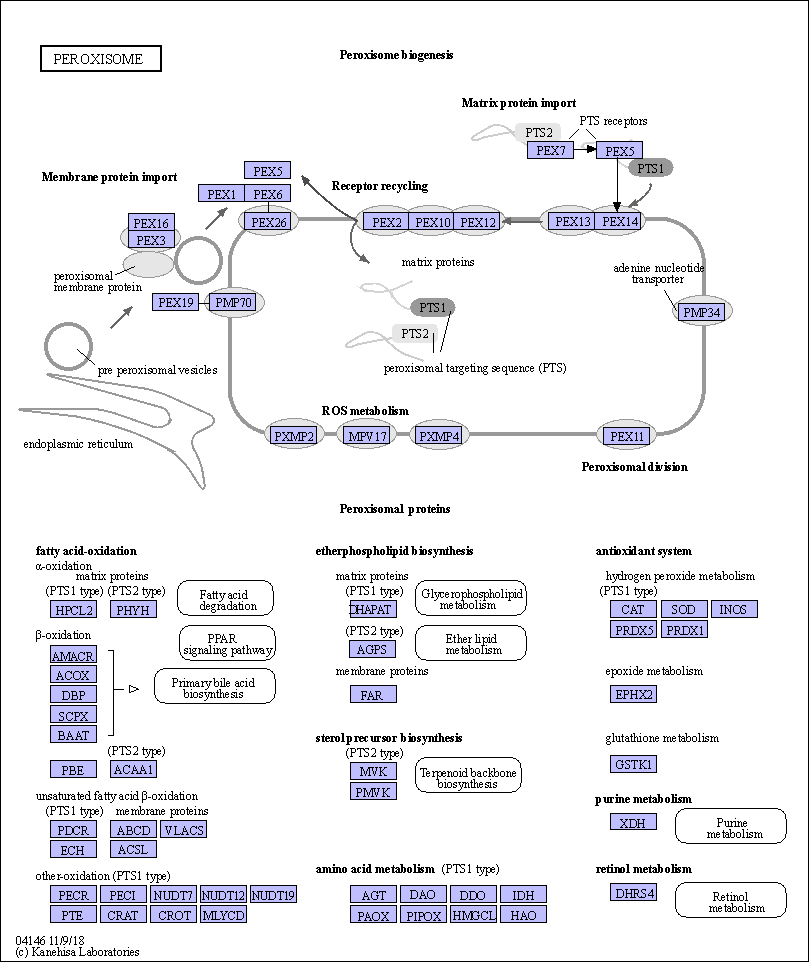 PEROXISOME
Peroxisome biogenesis
Matrix protein import
PTS2
PTS receptors
PEX7
PEX5
PTS1
Membrane protein import
PEX5
Receptor recycling
PEX1
PEX6
PEX16
PEX3
PEX26
PEX2
PEX10
PEX12
PEX13
PEX14
peroxisomal
membrane protein
matrix proteins
adenine nucleotide
transporter
PEX19
PMP70
PTS1
PMP34
PTS2
pre peroxisomal vesicles
peroxisomal targeting sequence (PTS)
ROS metabolism
endoplasmic reticulum
PXMP2
MPV17
PXMP4
PEX11
Peroxisomal division
Peroxisomal proteins
fatty acid-oxidation
α-oxidation
matrix proteins
(PTS1 type)
(PTS2 type)
HPCL2
PHYH
Fatty acid
degradation
β-oxidation
PPAR
signaling pathway
AMACR
ACOX
DBP
SCPX
BAAT
Primary bile acid
biosynthesis
(PTS2 type)
PBE
ACAA1
unsaturated fatty acid β-oxidation
(PTS1 type)
membrane proteins
PDCR
ABCD
VLACS
ECH
ACSL
other-oxidation (PTS1 type)
PECR
PECI
NUDT7
NUDT12
NUDT19
PTE
CRAT
CROT
MLYCD
etherphospholipid biosynthesis
matrix proteins
(PTS1 type)
DHAPAT
Glycerophospholipid
metabolism
(PTS2 type)
AGPS
Ether lipid
metabolism
membrane proteins
FAR
sterol precursor biosynthesis
(PTS2 type)
MVK
PMVK
Terpenoid backbone
biosynthesis
amino acid metabolism (PTS1 type)
AGT
DAO
DDO
IDH
PAOX
PIPOX
HMGCL
HAO
antioxidant system
hydrogen peroxide metabolism
(PTS1 type)
CAT
SOD
INOS
PRDX5
PRDX1
epoxide metabolism
EPHX2
glutathione metabolism
GSTK1
purine metabolism
XDH
Purine
metabolism
retinol metabolism
DHRS4
Retinol
metabolism
04146 11/9/18
(c) Kanehisa Laboratories